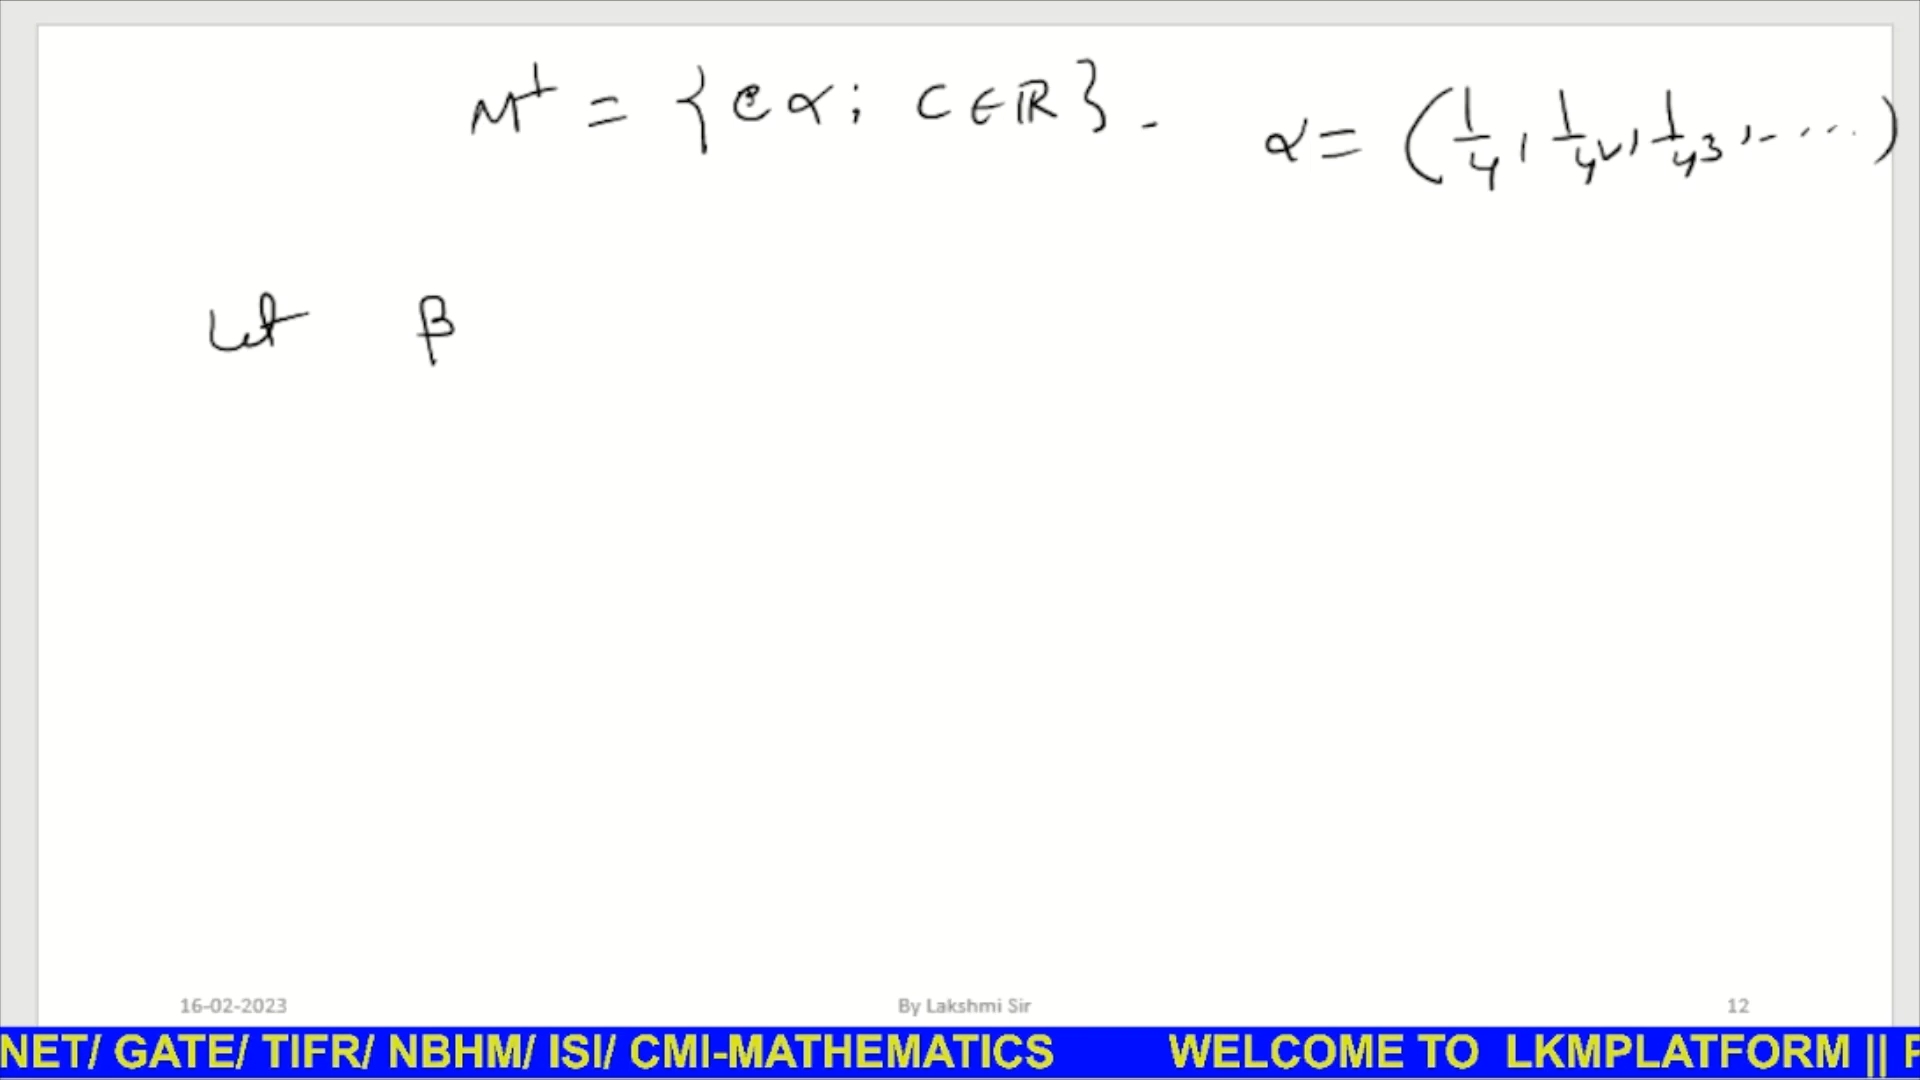 M⊥ = {cα; C∈ℝ}. α = (1/4, 1/4², 1/4³, .....)
Let β
16-02-2023 By Lakshmi Sir 12
NET/ GATE/ TIFR/ NBHM/ ISI/ CMI-MATHEMATICS WELCOME TO LKMPLATFORM ||